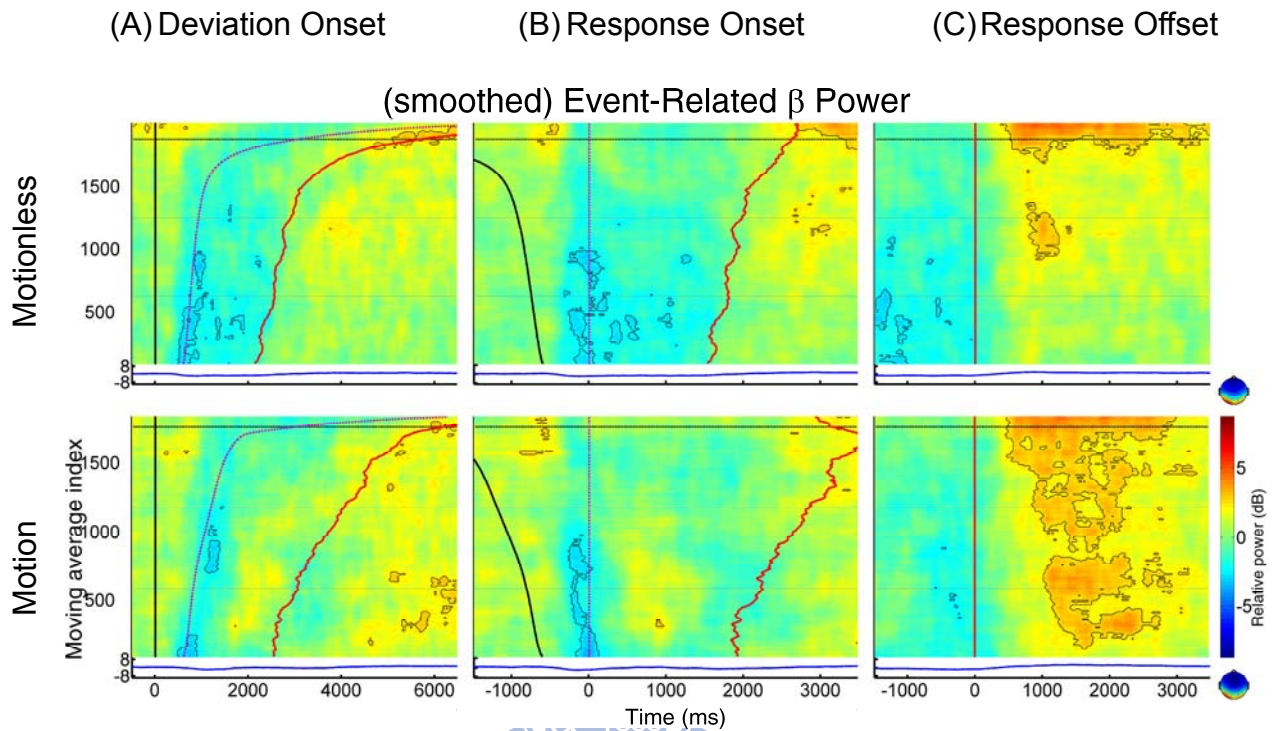 (A) Deviation Onset
(B) Response Onset
(C) Response Offset
(smoothed) Event-Related β Power
Motionless
1500
1000
500
8
-8
Motion
Moving average index
1500
1000
500
8
-8
0 2000 4000 6000
-1000 0 1000 2000 3000
-1000 0 1000 2000 3000
Time (ms)
5
0
-5
Relative power (dB)